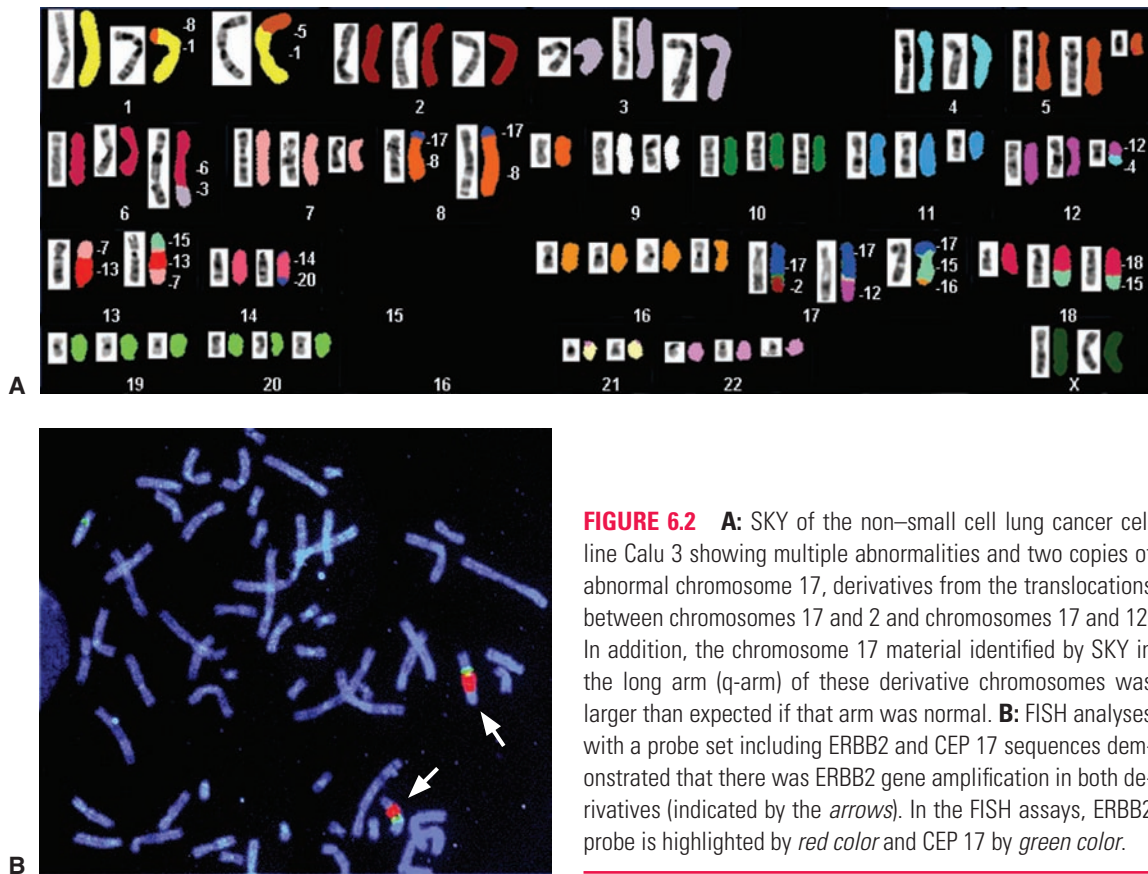 -8
-1
-5
-1
1 2 3 4 5
-6
-3
-17
-8
-17
-8
-12
-4
6 7 8 9 10 11 12
-7
-13
-15
-13
-7
-14
-20
-17
-2
-17
-12
-17
-15
-16
-18
-15
13 14 15 16 17 18
19 20 16 21 22 X
A
B
FIGURE 6.2 A: SKY of the non–small cell lung cancer cel
line Calu 3 showing multiple abnormalities and two copies o
abnormal chromosome 17, derivatives from the translocations
between chromosomes 17 and 2 and chromosomes 17 and 12
In addition, the chromosome 17 material identified by SKY in
the long arm (q-arm) of these derivative chromosomes was
larger than expected if that arm was normal. B: FISH analyses
with a probe set including ERBB2 and CEP 17 sequences dem-
onstrated that there was ERBB2 gene amplification in both de-
rivatives (indicated by the arrows). In the FISH assays, ERBB2
probe is highlighted by red color and CEP 17 by green color.